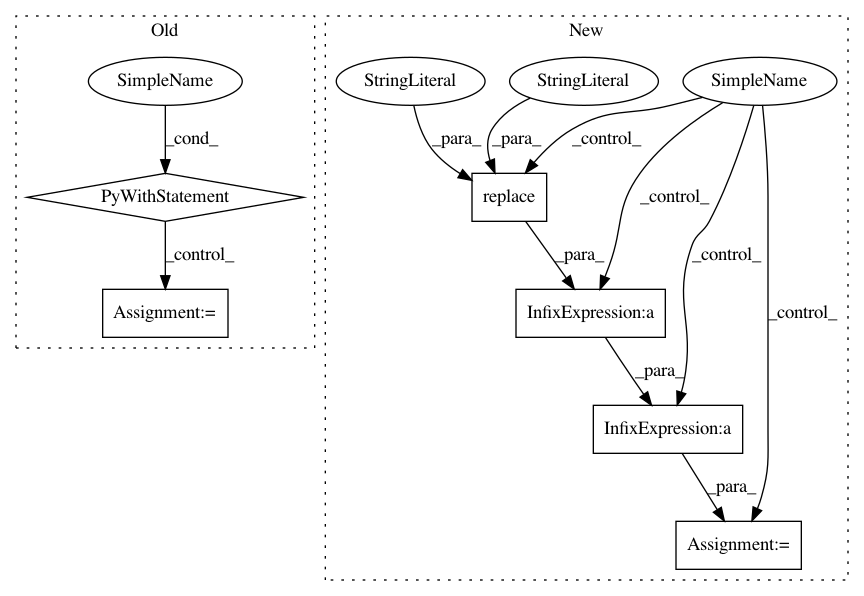 Old
New
SimpleName
StringLiteral
StringLiteral
SimpleName
_cond_
_para_
_para_
_control_
PyWithStatement
replace
_control_
_control_
_para_
_control_
Assignment:=
InfixExpression:a
_control_
_para_
InfixExpression:a
_para_
Assignment:=